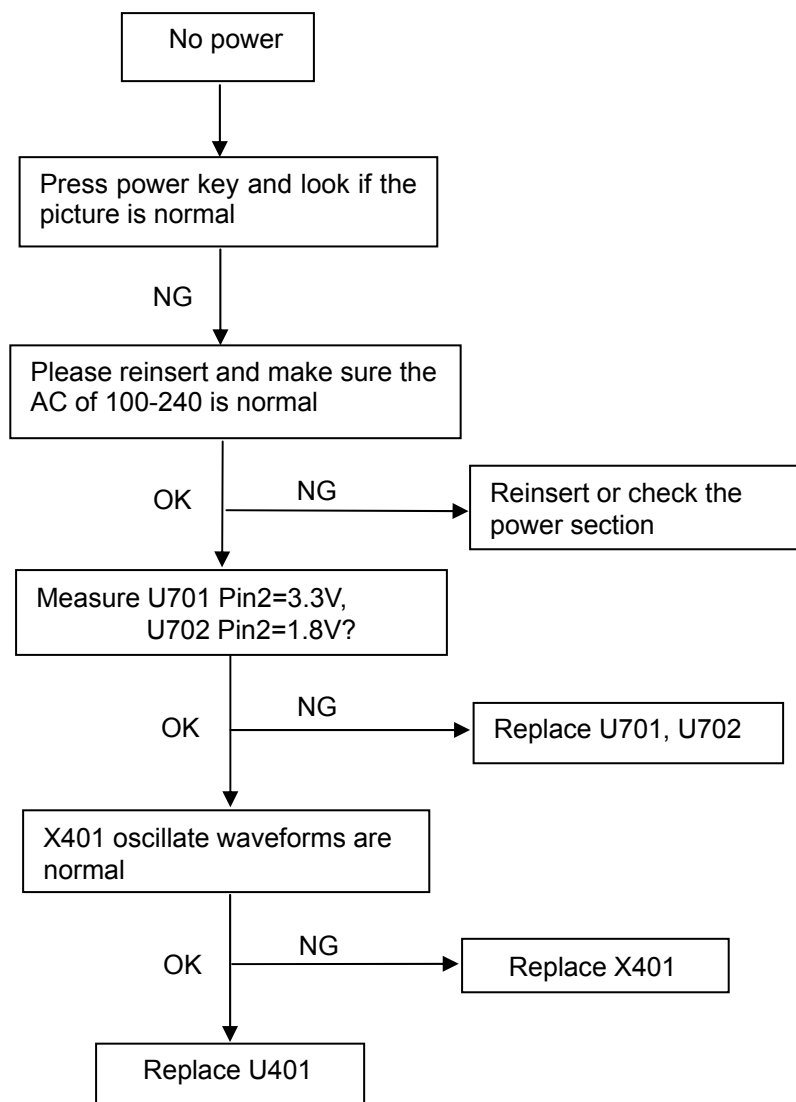 No power
Press power key and look if the
picture is normal
NG
Please reinsert and make sure the
AC of 100-240 is normal
OK
NG
Reinsert or check the
power section
Measure U701 Pin2=3.3V,
U702 Pin2=1.8V?
OK
NG
Replace U701, U702
X401 oscillate waveforms are
normal
OK
NG
Replace X401
Replace U401